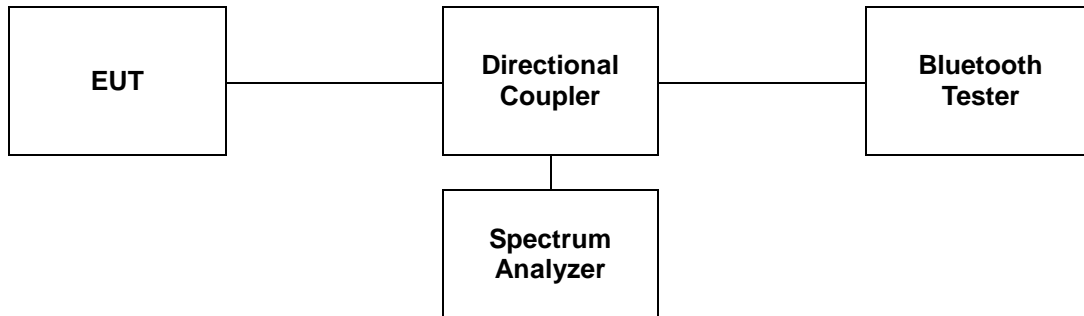 EUT
Directional
Coupler
Bluetooth
Tester
Spectrum
Analyzer